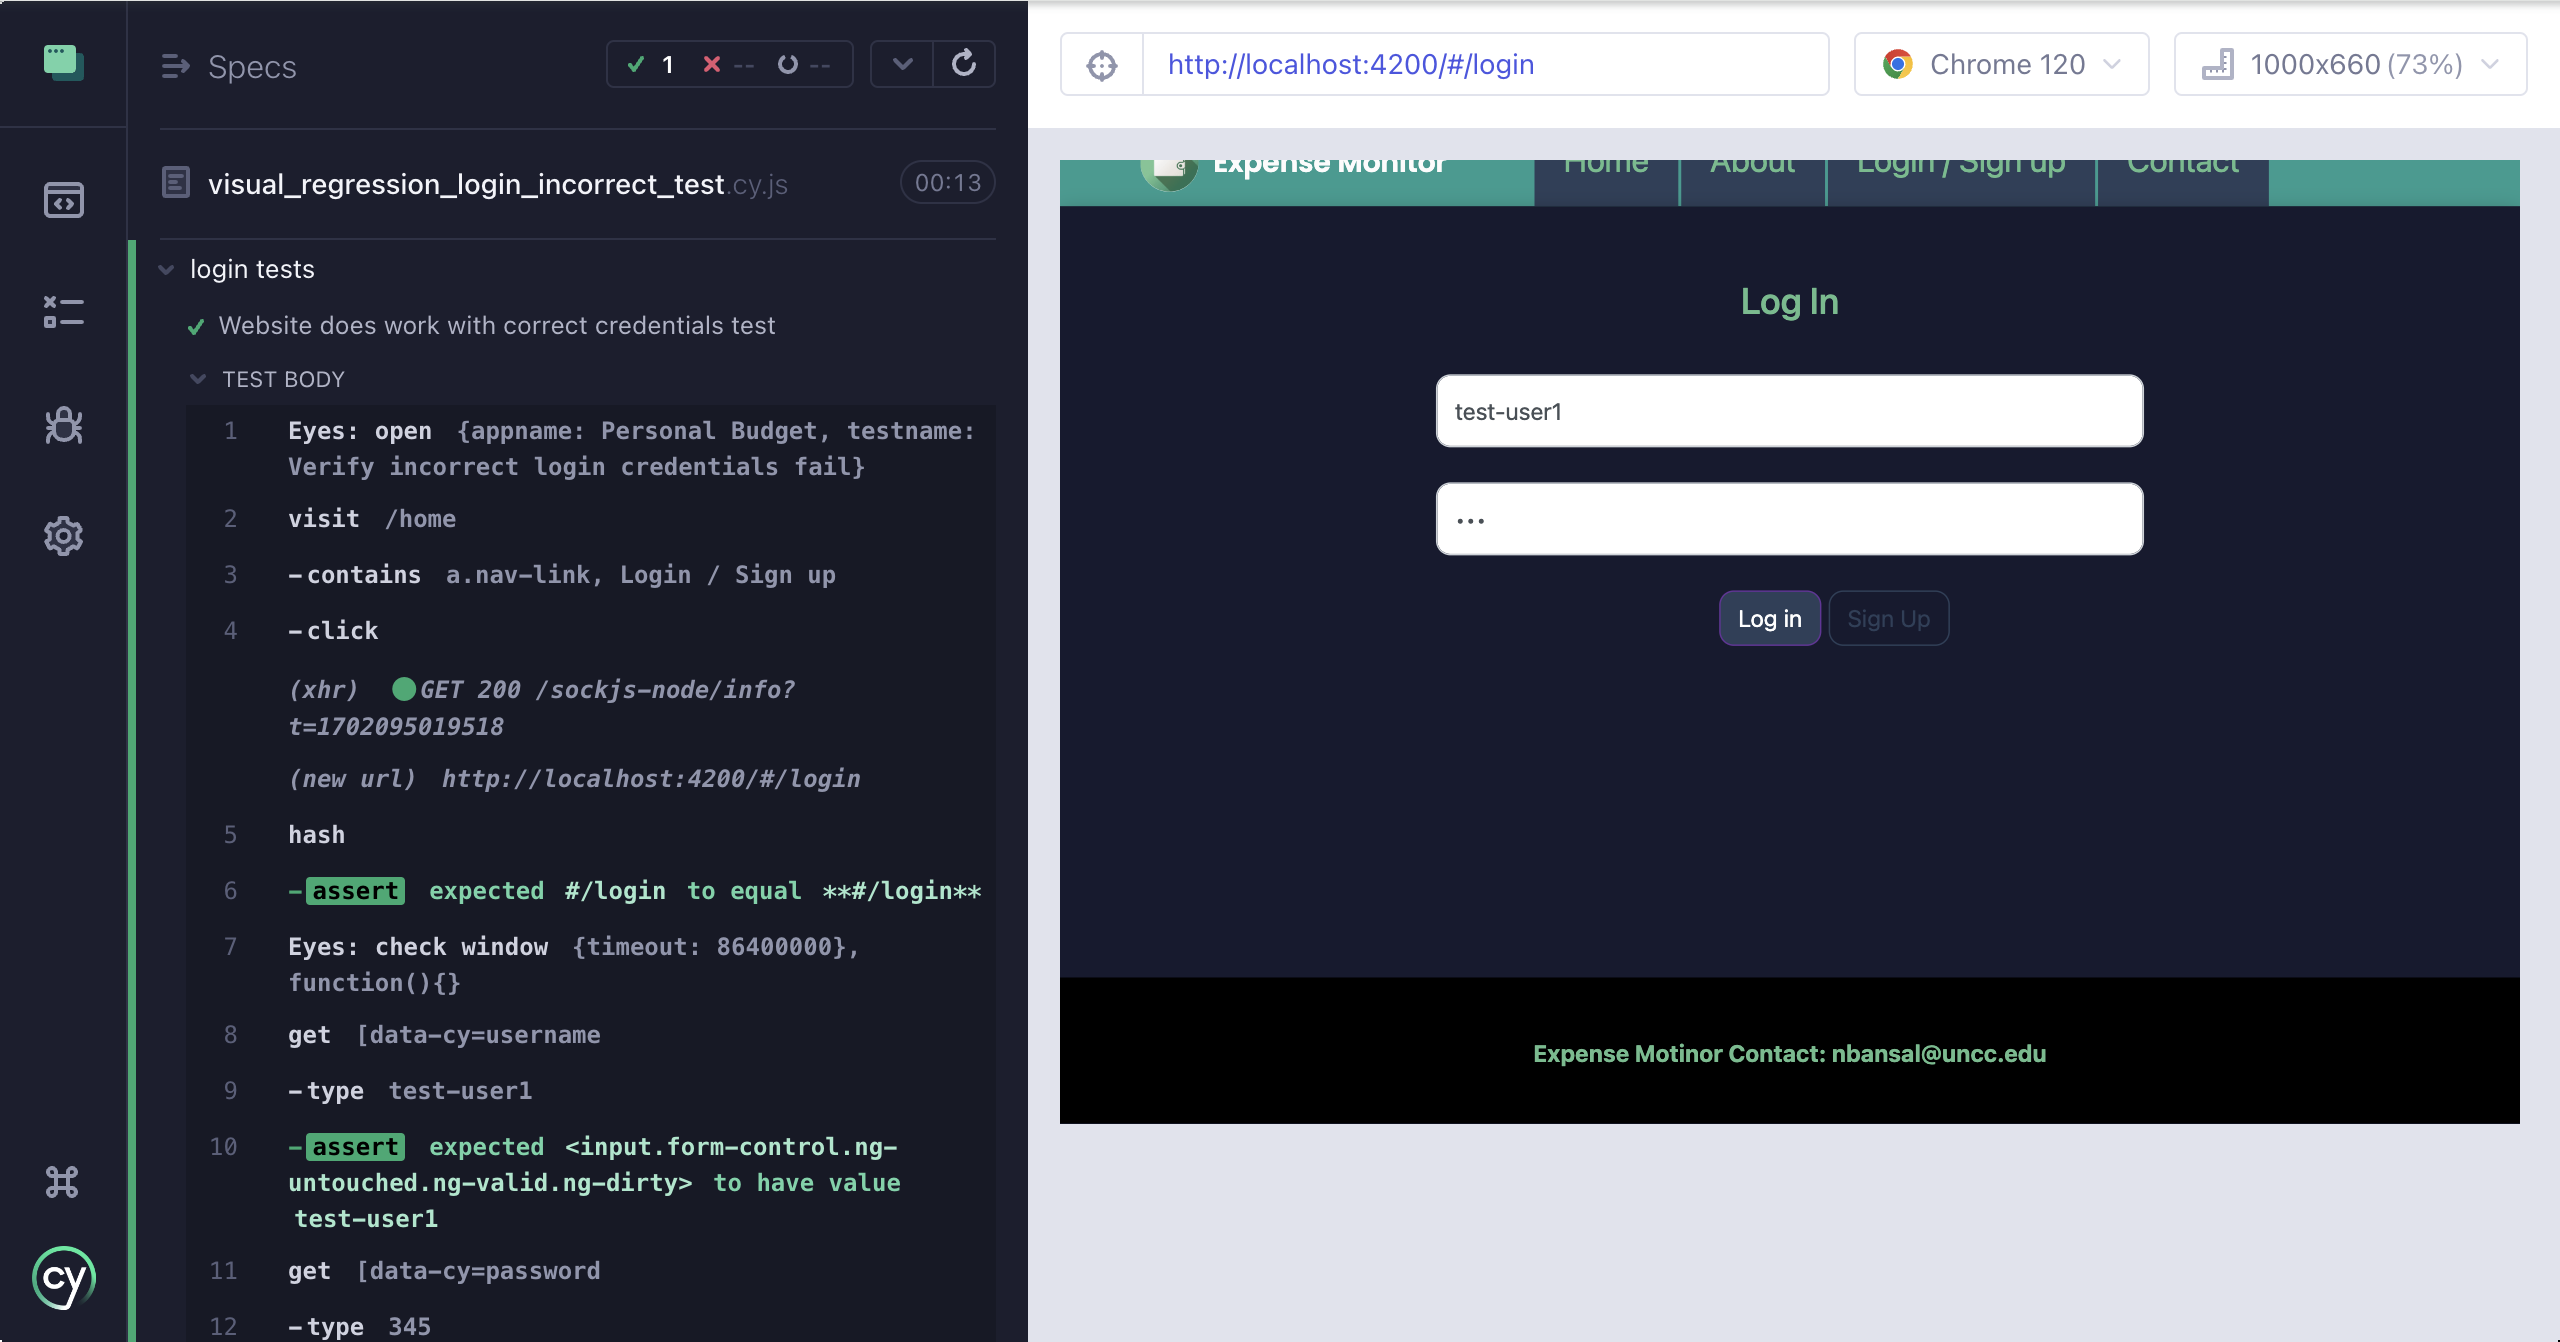 Specs
1
--
--
visual_regression_login_incorrect_test.cy.js
00:13
login tests
Website does work with correct credentials test
TEST BODY
1 Eyes: open {appname: Personal Budget, testname:
Verify incorrect login credentials fail}
2 visit /home
3 -contains a.nav-link, Login / Sign up
4 -click
(xhr) GET 200 /sockjs-node/info?
t=1702095019518
(new url) http://localhost:4200/#/login
5 hash
6 -assert expected #/login to equal **#/login**
7 Eyes: check window {timeout: 86400000},
function(){}
8 get [data-cy=username
9 -type test-user1
10 -assert expected <input.form-control.ng-
untouched.ng-valid.ng-dirty> to have value
test-user1
11 get [data-cy=password
12 -type 345
cy
http://localhost:4200/#/login
Chrome 120
1000x660 (73%)
Expense Monitor
Home
About
Login / Sign up
Contact
Log In
test-user1
Log in
Sign Up
Expense Motinor Contact: nbansal@uncc.edu